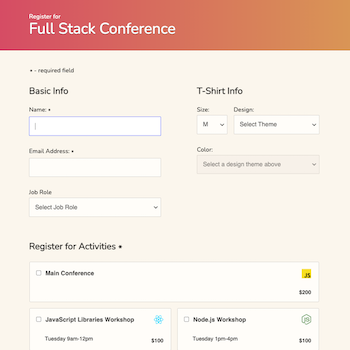 Register for
Full Stack Conference
• - required field
Basic Info
Name: •
Email Address: •
Job Role
Select Job Role
T-Shirt Info
Size:
Design:
M
Select Theme
Color:
Select a design theme above
Register for Activities •
Main Conference
JS
$200
JavaScript Libraries Workshop
Tuesday 9am-12pm
$100
Node.js Workshop
Tuesday 1pm-4pm
$100